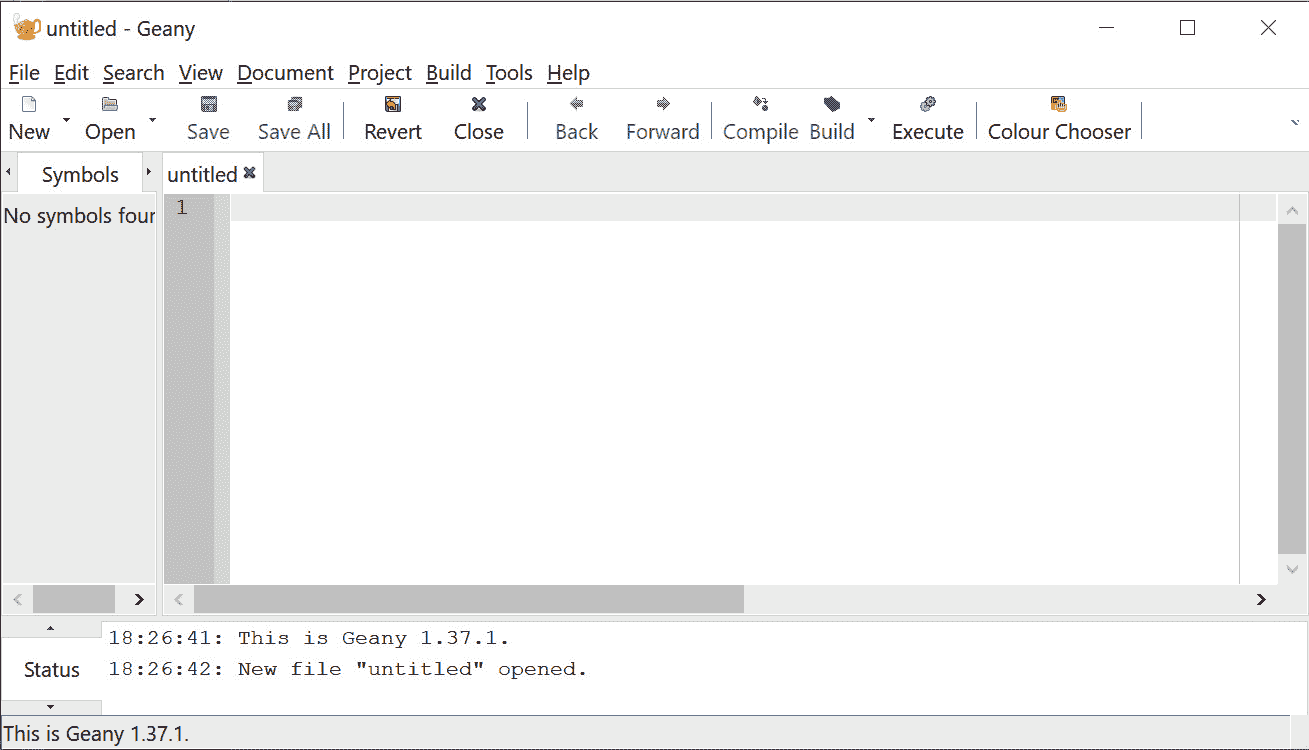 untitled - Geany
File Edit Search View Document Project Build Tools Help
New Open Save Save All Revert Close Back Forward Compile Build Execute Colour Chooser
Symbols untitled
No symbols four
1
18:26:41: This is Geany 1.37.1.
Status
18:26:42: New file "untitled" opened.
This is Geany 1.37.1.